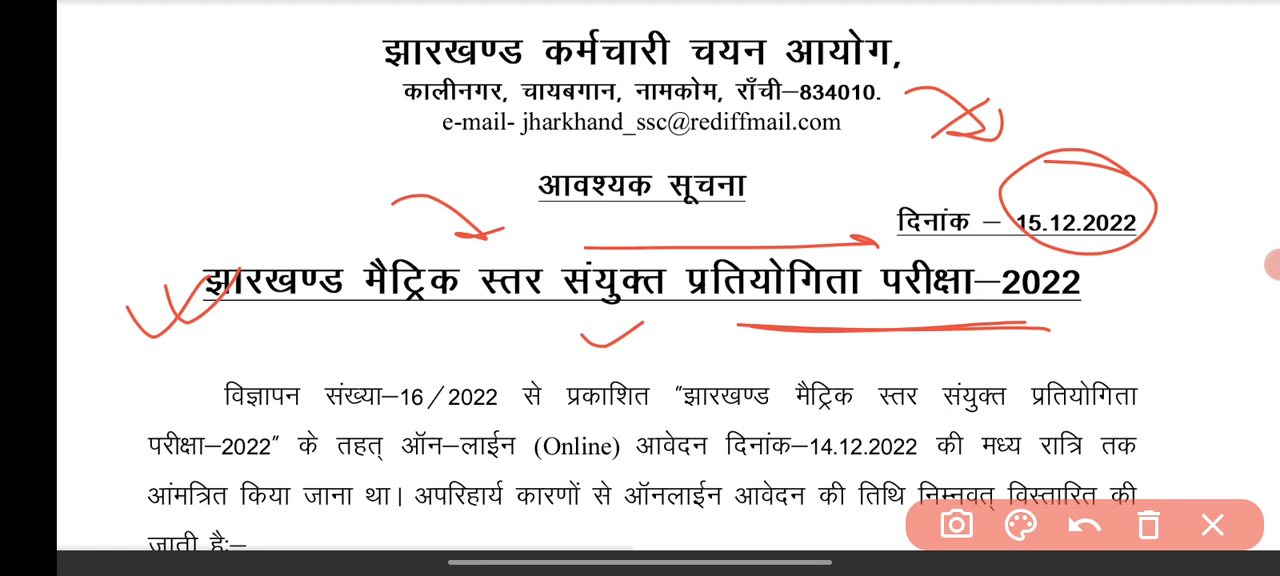 झारखण्ड कर्मचारी चयन आयोग,
कालीनगर, चायबगान, नामकोम, राँची–834010.
e-mail- jharkhand_ssc@rediffmail.com
आवश्यक सूचना
दिनांक – 15.12.2022
झारखण्ड मैट्रिक स्तर संयुक्त प्रतियोगिता परीक्षा–2022
विज्ञापन संख्या–16/2022 से प्रकाशित "झारखण्ड मैट्रिक स्तर संयुक्त प्रतियोगिता
परीक्षा–2022" के तहत् ऑन–लाईन (Online) आवेदन दिनांक–14.12.2022 की मध्य रात्रि तक
आंमत्रित किया जाना था। अपरिहार्य कारणों से ऑनलाईन आवेदन की तिथि निम्नवत् विस्तारित की
जाती है:–